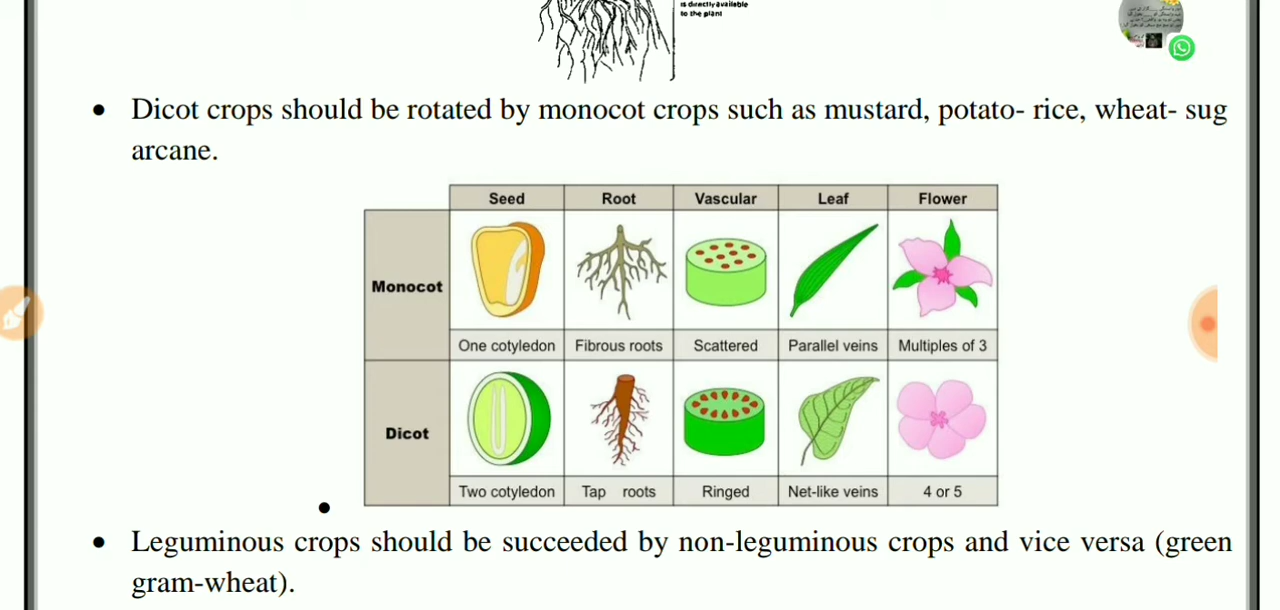 is directly available
to the plant
• Dicot crops should be rotated by monocot crops such as mustard, potato- rice, wheat- sug
arcane.
Seed Root Vascular Leaf Flower
Monocot
One cotyledon Fibrous roots Scattered Parallel veins Multiples of 3
Dicot
Two cotyledon Tap roots Ringed Net-like veins 4 or 5
•
• Leguminous crops should be succeeded by non-leguminous crops and vice versa (green
gram-wheat).